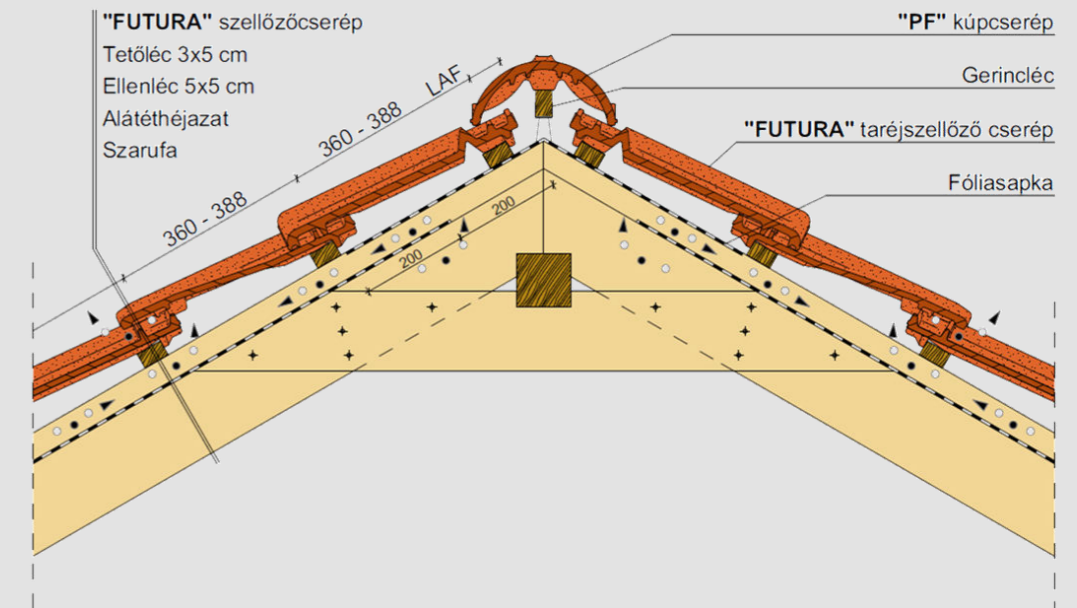 "FUTURA" szellőzőcserép
Tetőléc 3x5 cm
Ellenléc 5x5 cm
Alátéthéjazat
Szarufa
"PF" kúpcserép
Gerincléc
"FUTURA" taréjszellőző cserép
Fóliasapka
LAF
360 - 388
360 - 388
200
200